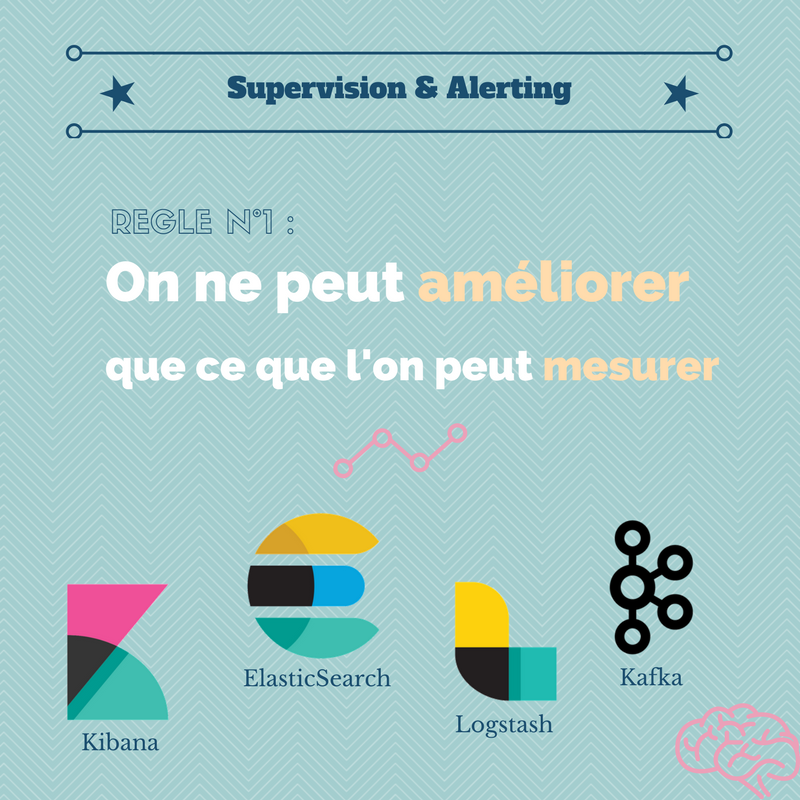 Supervision & Alerting
REGLE N°1 :
On ne peut améliorer
que ce que l'on peut mesurer
ElasticSearch
Kafka
Logstash
Kibana